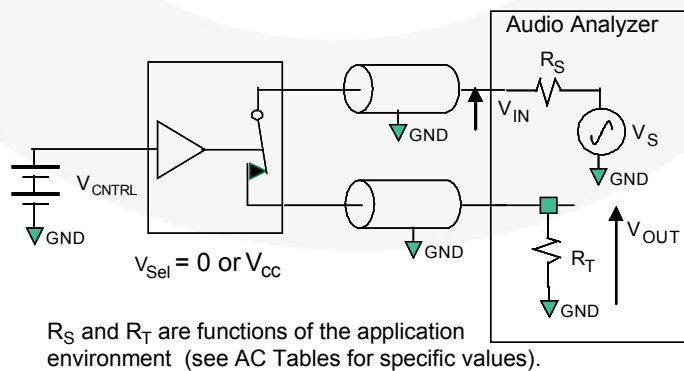 Audio Analyzer
R_S
V_IN
V_S
GND
GND
V_CNTRL
GND
GND
V_OUT
R_T
V_Sel = 0 or V_cc
GND
R_S and R_T are functions of the application
environment (see AC Tables for specific values).